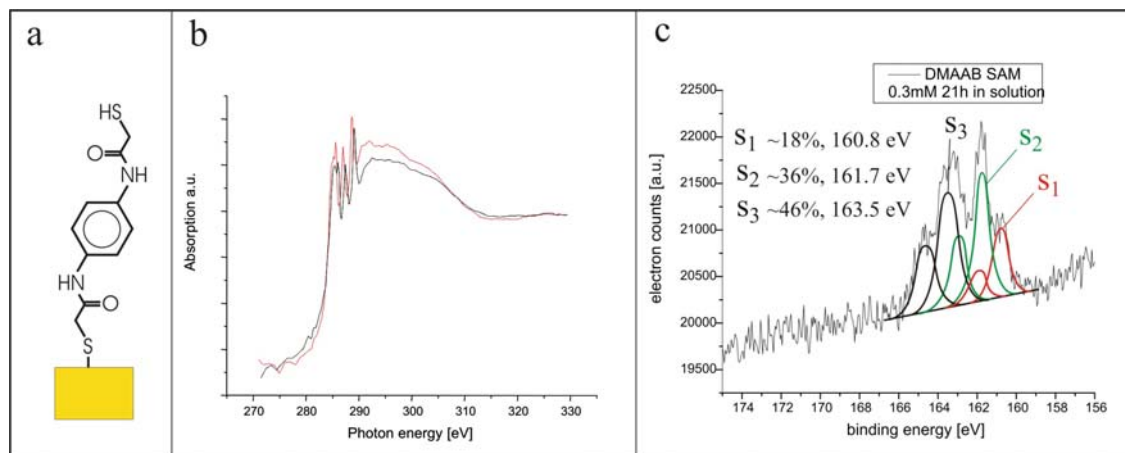 a
HS
O
NH
HN
O
S
b
Absorption a.u.
270 280 290 300 310 320 330
Photon energy [eV]
c
DMAAB SAM
0.3mM 21h in solution
S₁ ~18%, 160.8 eV
S₂ ~36%, 161.7 eV
S₃ ~46%, 163.5 eV
S₃
S₂
S₁
electron counts [a.u.]
22500
22000
21500
21000
20500
20000
19500
174 172 170 168 166 164 162 160 158 156
binding energy [eV]